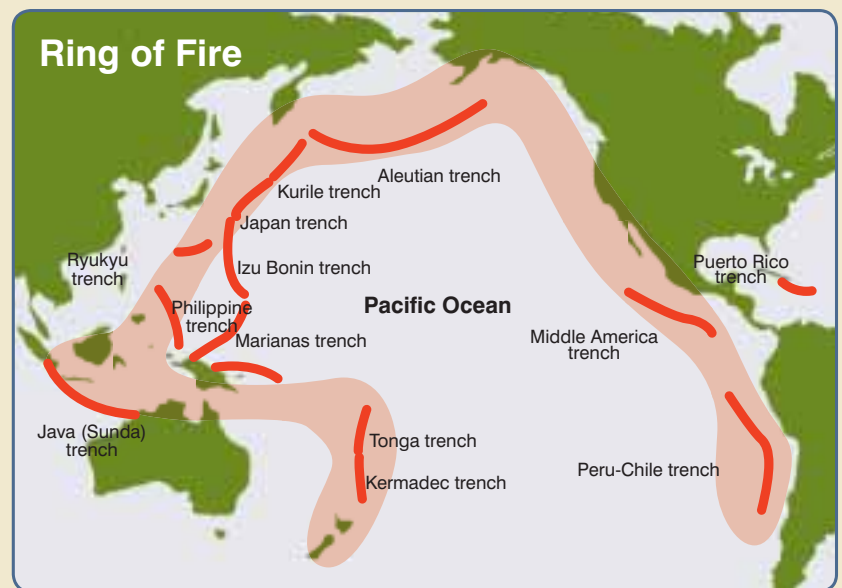 Ring of Fire
Aleutian trench
Kurile trench
Japan trench
Ryukyu
trench
Izu Bonin trench
Puerto Rico
trench
Philippine
trench
Pacific Ocean
Marianas trench
Middle America
trench
Java (Sunda)
trench
Tonga trench
Peru-Chile trench
Kermadec trench